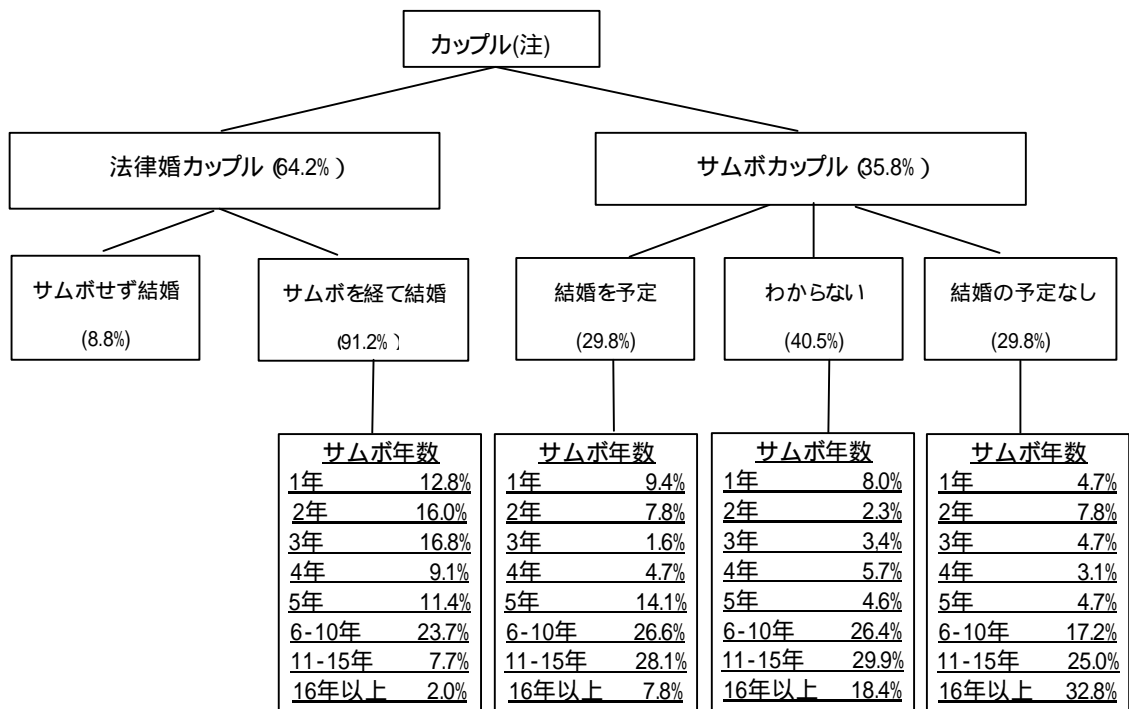 カップル(注)
法律婚カップル (64.2% )
サムボカップル (35.8% )
サムボせず結婚
(8.8%)
サムボを経て結婚
(91.2% )
結婚を予定
(29.8%)
わからない
(40.5%)
結婚の予定なし
(29.8%)
サムボ年数
1年 12.8%
2年 16.0%
3年 16.8%
4年 9.1%
5年 11.4%
6-10年 23.7%
11-15年 7.7%
16年以上 2.0%
サムボ年数
1年 9.4%
2年 7.8%
3年 1.6%
4年 4.7%
5年 14.1%
6-10年 26.6%
11-15年 28.1%
16年以上 7.8%
サムボ年数
1年 8.0%
2年 2.3%
3年 3,4%
4年 5.7%
5年 4.6%
6-10年 26.4%
11-15年 29.9%
16年以上 18.4%
サムボ年数
1年 4.7%
2年 7.8%
3年 4.7%
4年 3.1%
5年 4.7%
6-10年 17.2%
11-15年 25.0%
16年以上 32.8%